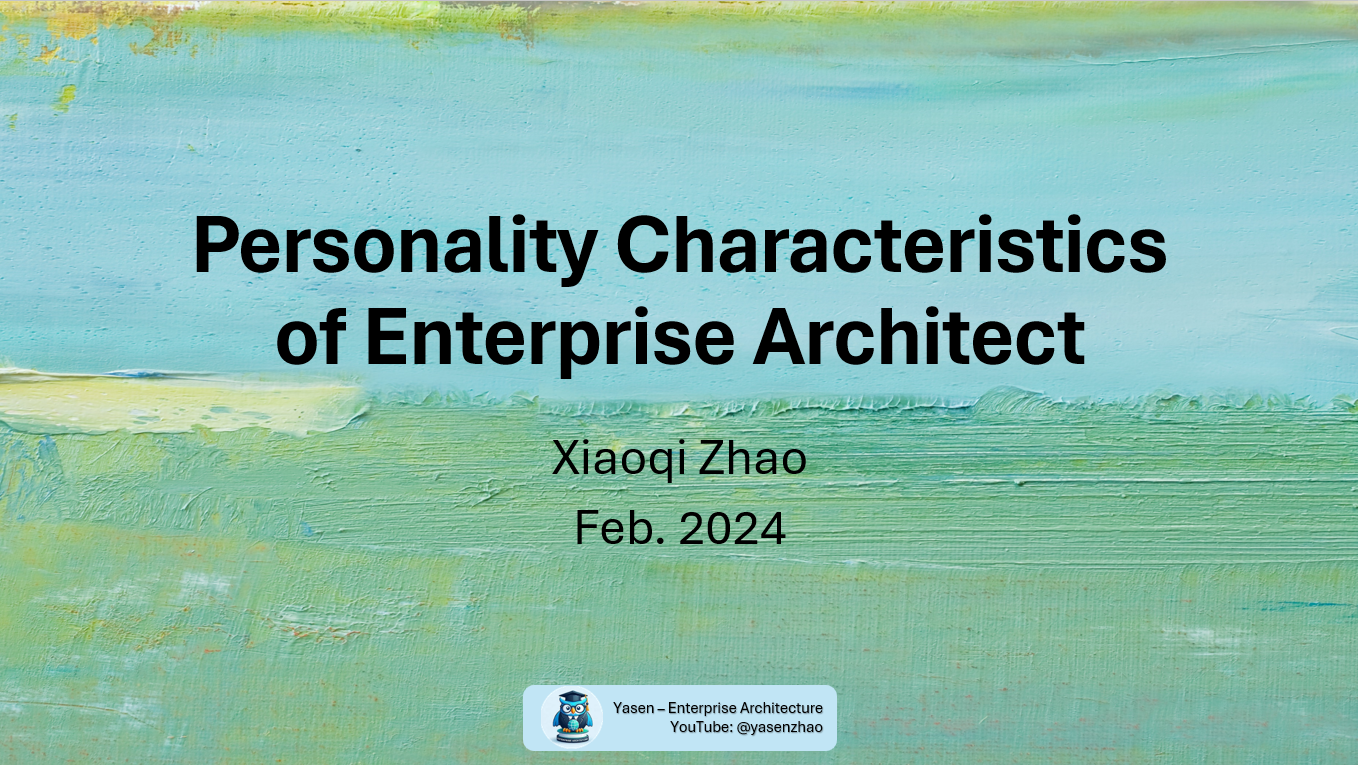 Personality Characteristics
of Enterprise Architect
Xiaoqi Zhao
Feb. 2024
Yasen – Enterprise Architecture
YouTube: @yasenzhao